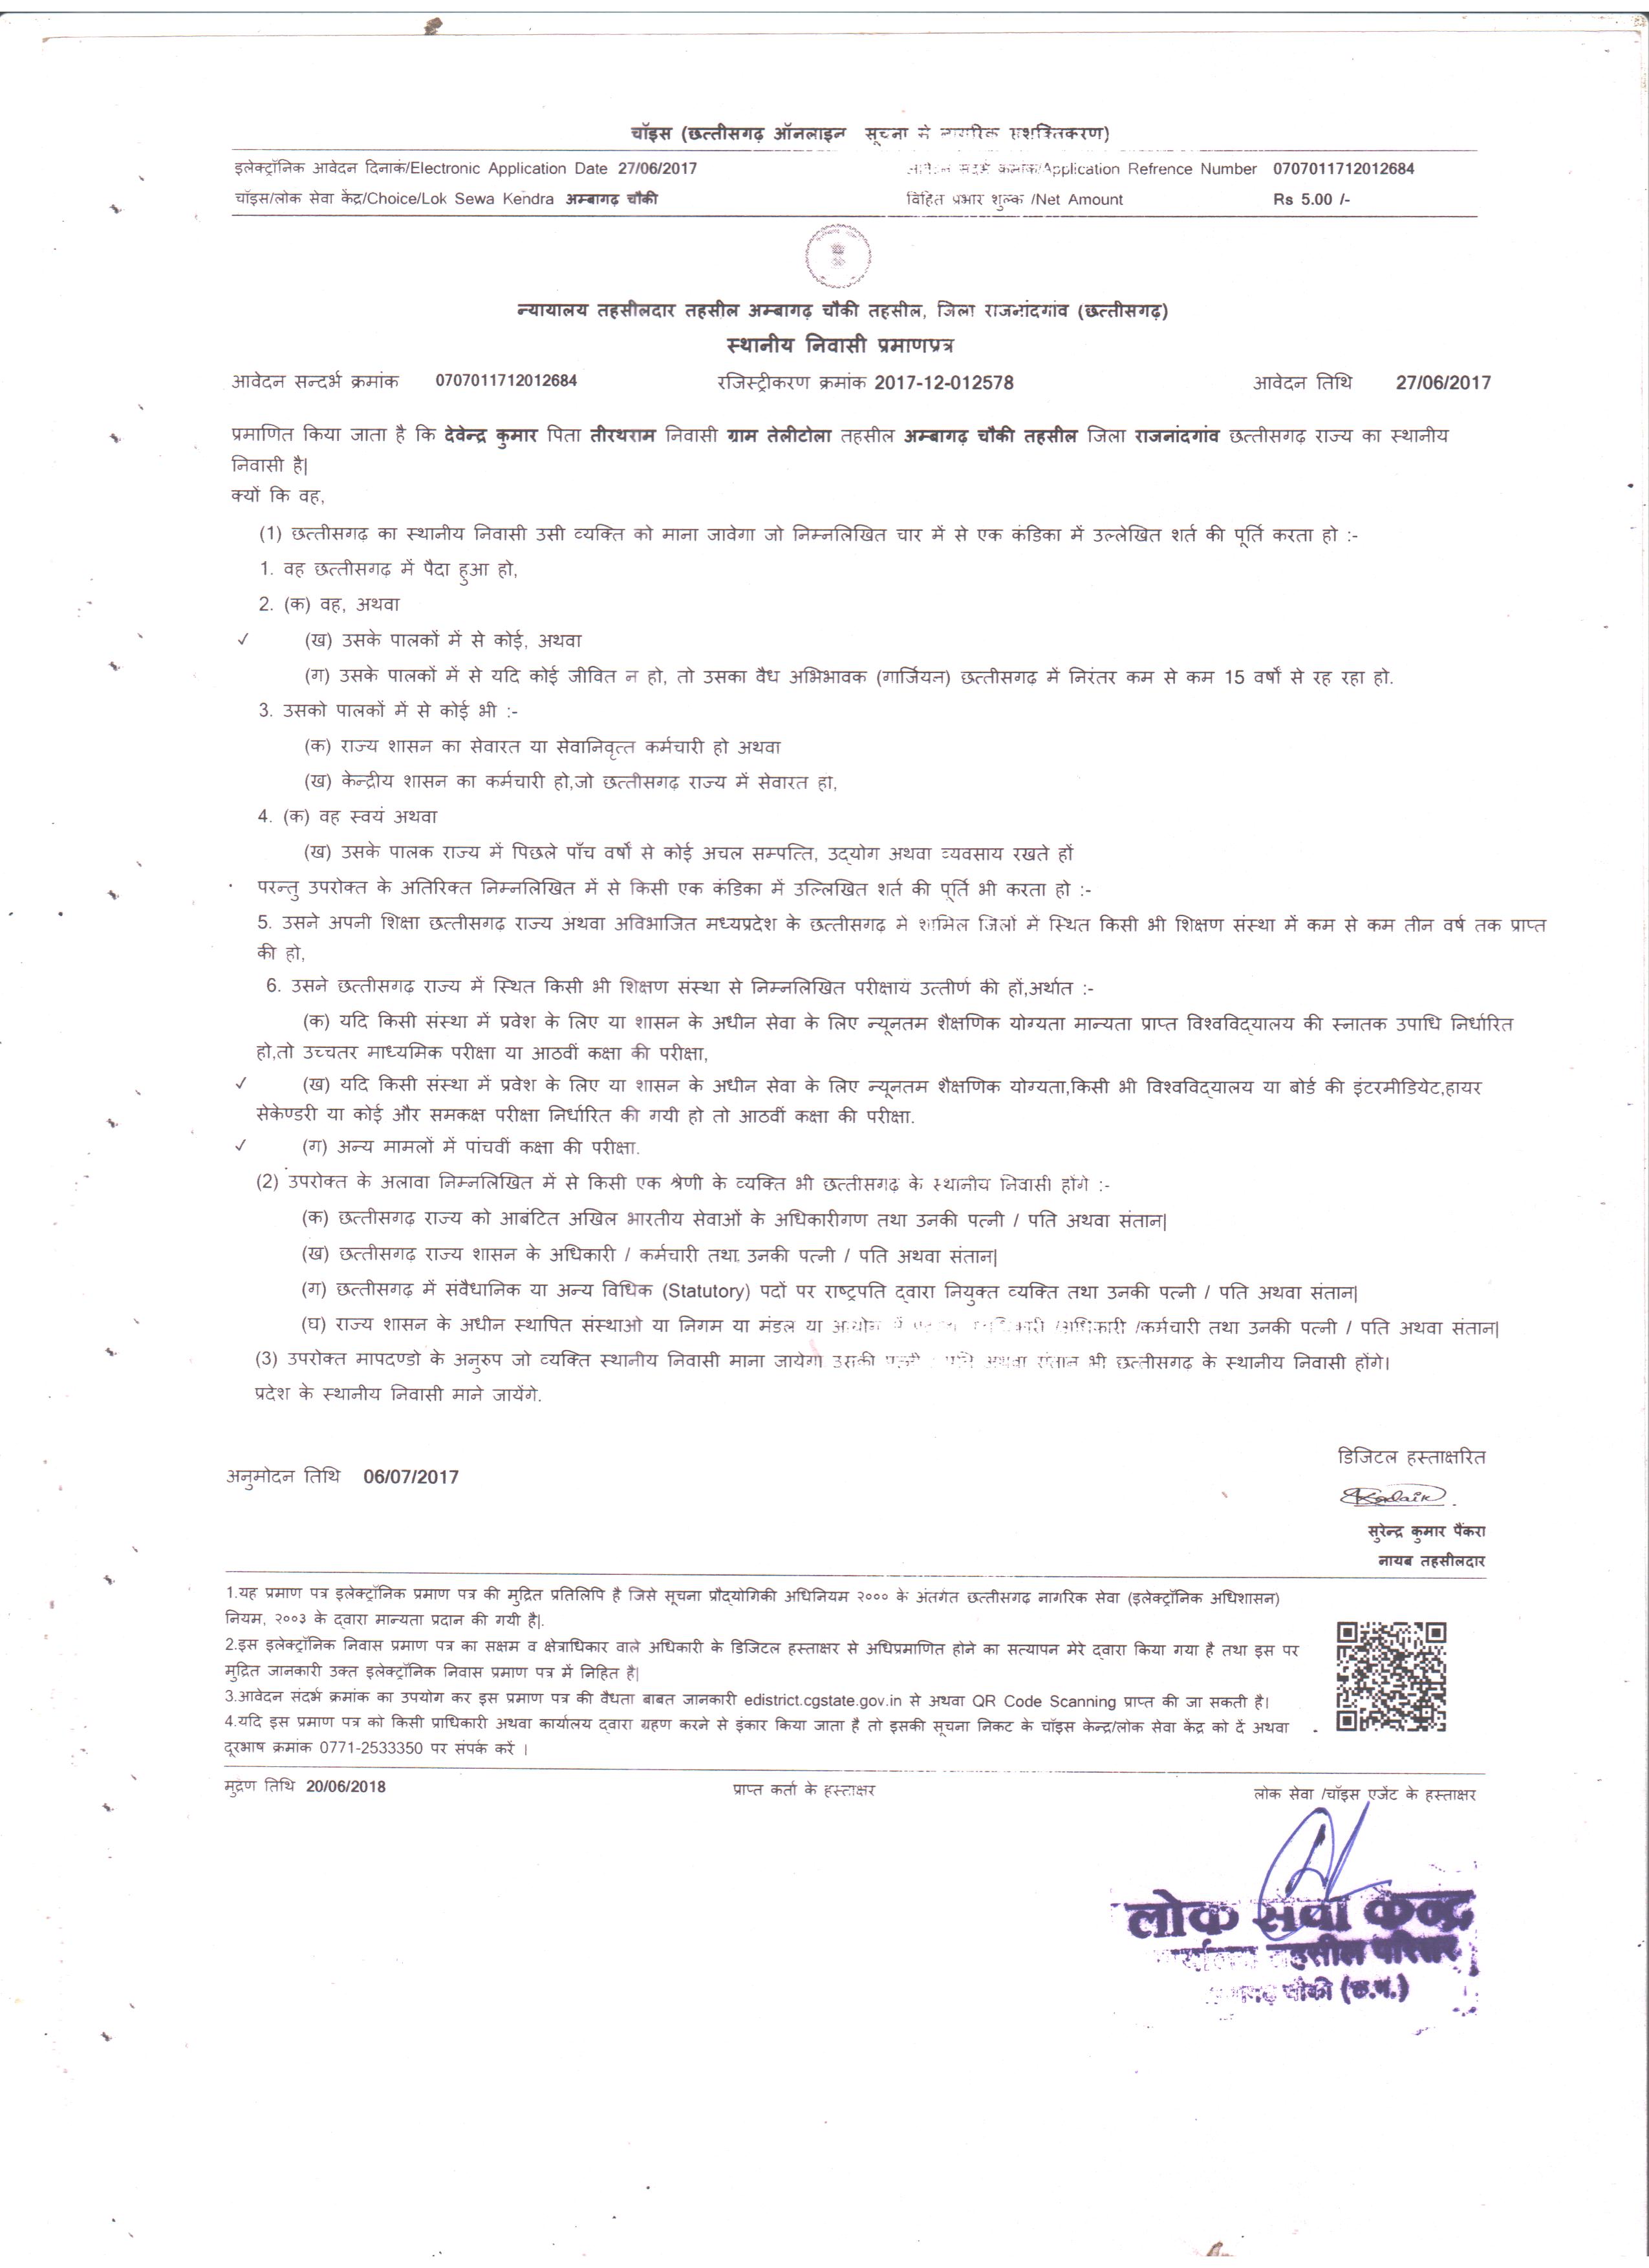 चॉइस (छत्तीसगढ़ ऑनलाइन सूचना से नागरिक सशक्तिकरण)
इलेक्ट्रॉनिक आवेदन दिनाकं/Electronic Application Date 27/06/2017 संदर्भ कमाक/Application Refrence Number 0707011712012684
चॉइस/लोक सेवा केंद्र/Choice/Lok Sewa Kendra अम्बागढ़ चौकी विहित प्रभार शुल्क /Net Amount Rs 5.00 /-
न्यायालय तहसीलदार तहसील अम्बागढ़ चौकी तहसील, जिला राजनांदगांव (छत्तीसगढ़)
स्थानीय निवासी प्रमाणपत्र
आवेदन सन्दर्भ क्रमांक 0707011712012684 रजिस्ट्रीकरण क्रमांक 2017-12-012578 आवेदन तिथि 27/06/2017
प्रमाणित किया जाता है कि देवेन्द्र कुमार पिता तीरथराम निवासी ग्राम तेलीटोला तहसील अम्बागढ़ चौकी तहसील जिला राजनांदगांव छत्तीसगढ़ राज्य का स्थानीय
निवासी है|
क्यों कि वह,
(1) छत्तीसगढ़ का स्थानीय निवासी उसी व्यक्ति को माना जावेगा जो निम्नलिखित चार में से एक कंडिका में उल्लेखित शर्त की पूर्ति करता हो :-
1. वह छत्तीसगढ़ में पैदा हुआ हो,
2. (क) वह, अथवा
✓ (ख) उसके पालकों में से कोई, अथवा
(ग) उसके पालकों में से यदि कोई जीवित न हो, तो उसका वैध अभिभावक (गार्जियन) छत्तीसगढ़ में निरंतर कम से कम 15 वर्षों से रह रहा हो.
3. उसको पालकों में से कोई भी :-
(क) राज्य शासन का सेवारत या सेवानिवृत्त कर्मचारी हो अथवा
(ख) केन्द्रीय शासन का कर्मचारी हो,जो छत्तीसगढ़ राज्य में सेवारत हो,
4. (क) वह स्वयं अथवा
(ख) उसके पालक राज्य में पिछले पाँच वर्षों से कोई अचल सम्पत्ति, उद्योग अथवा व्यवसाय रखते हों
परन्तु उपरोक्त के अतिरिक्त निम्नलिखित में से किसी एक कंडिका में उल्लिखित शर्त की पूर्ति भी करता हो :-
5. उसने अपनी शिक्षा छत्तीसगढ़ राज्य अथवा अविभाजित मध्यप्रदेश के छत्तीसगढ़ मे शामिल जिलों में स्थित किसी भी शिक्षण संस्था में कम से कम तीन वर्ष तक प्राप्त
की हो,
6. उसने छत्तीसगढ़ राज्य में स्थित किसी भी शिक्षण संस्था से निम्नलिखित परीक्षायं उत्तीर्ण की हों,अर्थात :-
(क) यदि किसी संस्था में प्रवेश के लिए या शासन के अधीन सेवा के लिए न्यूनतम शैक्षणिक योग्यता मान्यता प्राप्त विश्वविद्यालय की स्नातक उपाधि निर्धारित
हो,तो उच्चतर माध्यमिक परीक्षा या आठवीं कक्षा की परीक्षा,
✓ (ख) यदि किसी संस्था में प्रवेश के लिए या शासन के अधीन सेवा के लिए न्यूनतम शैक्षणिक योग्यता,किसी भी विश्वविद्यालय या बोर्ड की इंटरमीडियेट,हायर
सेकेण्डरी या कोई और समकक्ष परीक्षा निर्धारित की गयी हो तो आठवीं कक्षा की परीक्षा.
✓ (ग) अन्य मामलों में पांचवीं कक्षा की परीक्षा.
(2) उपरोक्त के अलावा निम्नलिखित में से किसी एक श्रेणी के व्यक्ति भी छत्तीसगढ़ के स्थानीय निवासी होंगे :-
(क) छत्तीसगढ़ राज्य को आबंटित अखिल भारतीय सेवाओं के अधिकारीगण तथा उनकी पत्नी / पति अथवा संतान|
(ख) छत्तीसगढ़ राज्य शासन के अधिकारी / कर्मचारी तथा उनकी पत्नी / पति अथवा संतान|
(ग) छत्तीसगढ़ में संवैधानिक या अन्य विधिक (Statutory) पदों पर राष्ट्रपति द्वारा नियुक्त व्यक्ति तथा उनकी पत्नी / पति अथवा संतान|
(घ) राज्य शासन के अधीन स्थापित संस्थाओ या निगम या मंडल या /अधिकारी /कर्मचारी तथा उनकी पत्नी / पति अथवा संतान|
(3) उपरोक्त मापदण्डो के अनुरुप जो व्यक्ति स्थानीय निवासी माना जायेगा उसकी पत्नी पति अथवा संतान भी छत्तीसगढ़ के स्थानीय निवासी होंगे।
प्रदेश के स्थानीय निवासी माने जायेंगे.
डिजिटल हस्ताक्षरित
अनुमोदन तिथि 06/07/2017
सुरेन्द्र कुमार पैंकरा
नायब तहसीलदार
1.यह प्रमाण पत्र इलेक्ट्रॉनिक प्रमाण पत्र की मुद्रित प्रतिलिपि है जिसे सूचना प्रौद्योगिकी अधिनियम २००० के अंतर्गत छत्तीसगढ़ नागरिक सेवा (इलेक्ट्रॉनिक अधिशासन)
नियम, २००३ के द्वारा मान्यता प्रदान की गयी है|.
2.इस इलेक्ट्रॉनिक निवास प्रमाण पत्र का सक्षम व क्षेत्राधिकार वाले अधिकारी के डिजिटल हस्ताक्षर से अधिप्रमाणित होने का सत्यापन मेरे द्वारा किया गया है तथा इस पर
मुद्रित जानकारी उक्त इलेक्ट्रॉनिक निवास प्रमाण पत्र में निहित है|
3.आवेदन संदर्भ क्रमांक का उपयोग कर इस प्रमाण पत्र की वैधता बाबत जानकारी edistrict.cgstate.gov.in से अथवा QR Code Scanning प्राप्त की जा सकती है।
4.यदि इस प्रमाण पत्र को किसी प्राधिकारी अथवा कार्यालय द्वारा ग्रहण करने से इंकार किया जाता है तो इसकी सूचना निकट के चॉइस केन्द्र/लोक सेवा केंद्र को दें अथवा
दूरभाष क्रमांक 0771-2533350 पर संपर्क करें ।
मुद्रण तिथि 20/06/2018 प्राप्त कर्ता के हस्ताक्षर लोक सेवा /चॉइस एजेंट के हस्ताक्षर
लोक सेवा केन्द्र
तहसील परिसर
चौकी (छ.ग.)